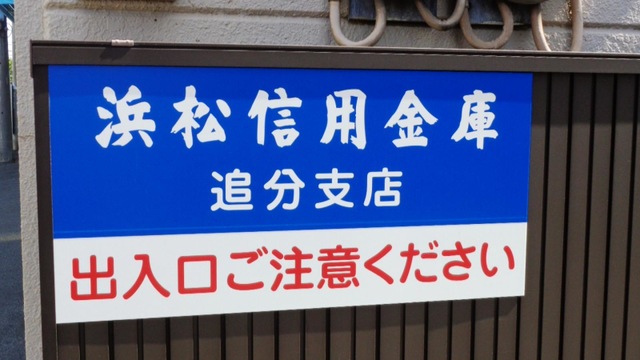 浜松信用金庫
追分支店
出入口ご注意ください